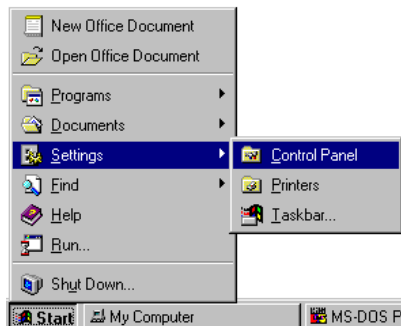 New Office Document
Open Office Document
Programs
Documents
Settings
Control Panel
Find
Printers
Help
Taskbar...
Run...
Shut Down...
Start My Computer MS-DOS P